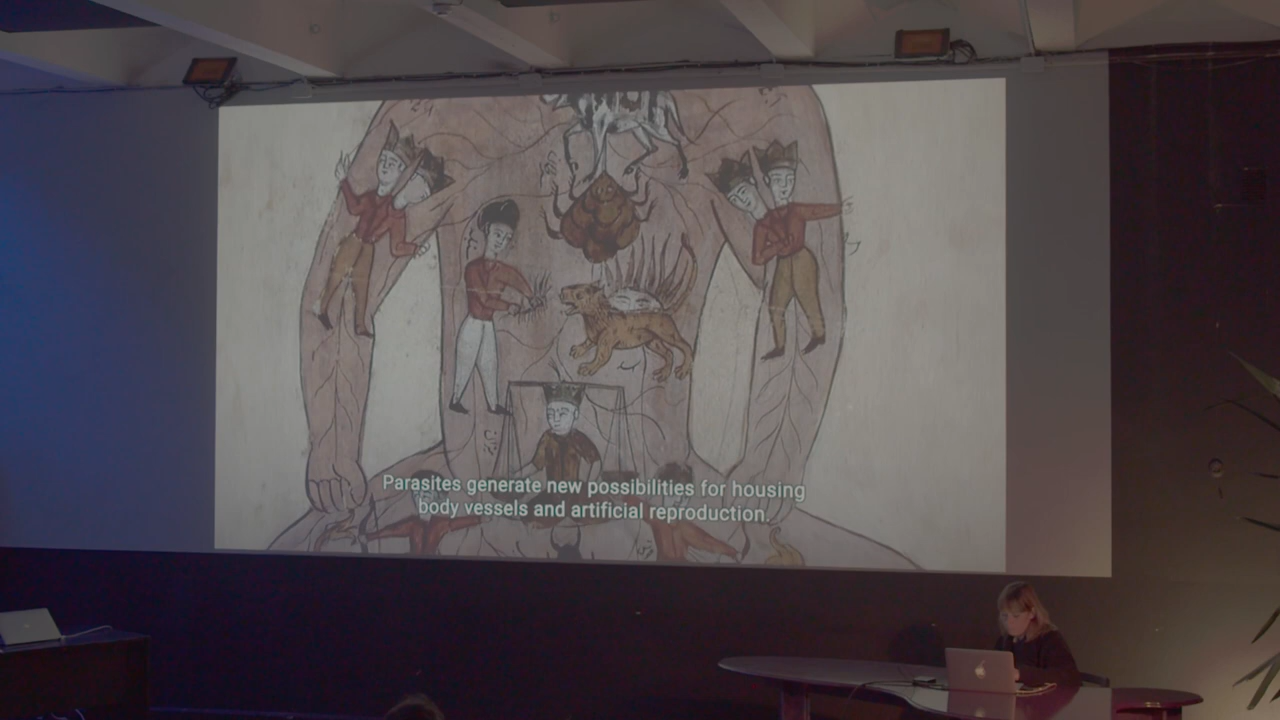 Parasites generate new possibilities for housing
body vessels and artificial reproduction.